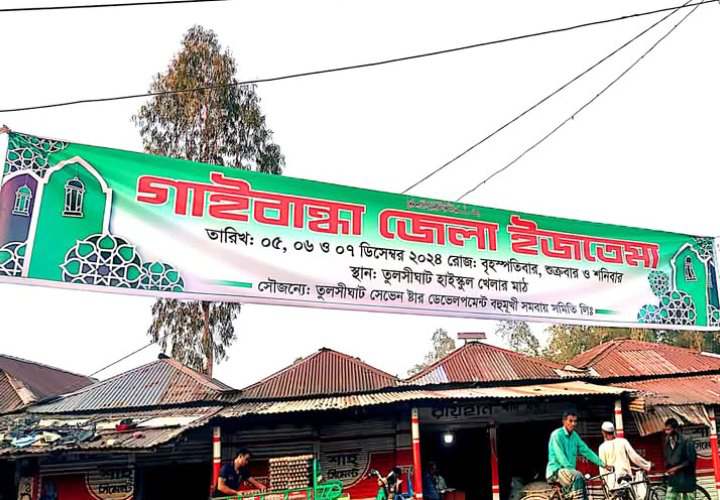 গাইবান্ধা জেলা ইজতেমা
তারিখ: ০৫, ০৬ ও ০৭ ডিসেম্বর ২০২৪ রোজ: বৃহস্পতিবার, শুক্রবার ও শনিবার
স্থান: তুলসীঘাট হাইস্কুল খেলার মাঠ
সৌজন্যে: তুলসীঘাট সেভেন ষ্টার ডেভেলপমেন্ট বহুমূখী সমবায় সমিতি লিঃ
শাহ্
সিমেন্ট